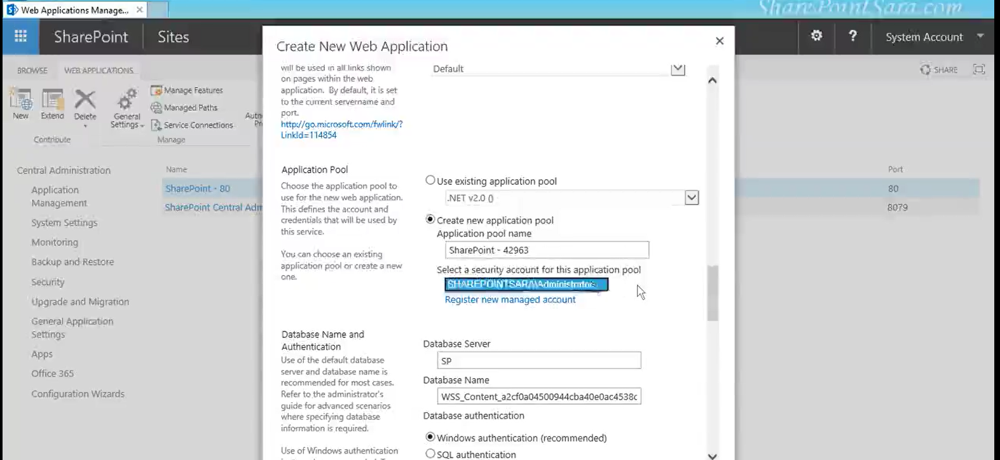 Web Applications Manage...
SharePointSara.com
SharePoint
Sites
System Account
BROWSE
WEB APPLICATIONS
SHARE
New
Extend
Delete
General
Settings
Manage Features
Managed Paths
Service Connections
Contribute
Manage
Central Administration
Application
Management
System Settings
Monitoring
Backup and Restore
Security
Upgrade and Migration
General Application
Settings
Apps
Office 365
Configuration Wizards
Name
Port
SharePoint - 80
80
SharePoint Central Adm
8079
Create New Web Application
will be used in all links shown
on pages within the web
application. By default, it is set
to the current servername and
port.
http://go.microsoft.com/fwlink/?
LinkId=114854
Default
Application Pool
Choose the application pool to
use for the new web application.
This defines the account and
credentials that will be used by
this service.
You can choose an existing
application pool or create a new
one.
Use existing application pool
.NET v2.0 ()
Create new application pool
Application pool name
SharePoint - 42963
Select a security account for this application pool
SHAREPOINTSARA\Administrator
Register new managed account
Database Name and
Authentication
Use of the default database
server and database name is
recommended for most cases.
Refer to the administrator's
guide for advanced scenarios
where specifying database
information is required.
Use of Windows authentication
Database Server
SP
Database Name
WSS_Content_a2cf0a04500944cba40e0ac4538c
Database authentication
Windows authentication (recommended)
SQL authentication